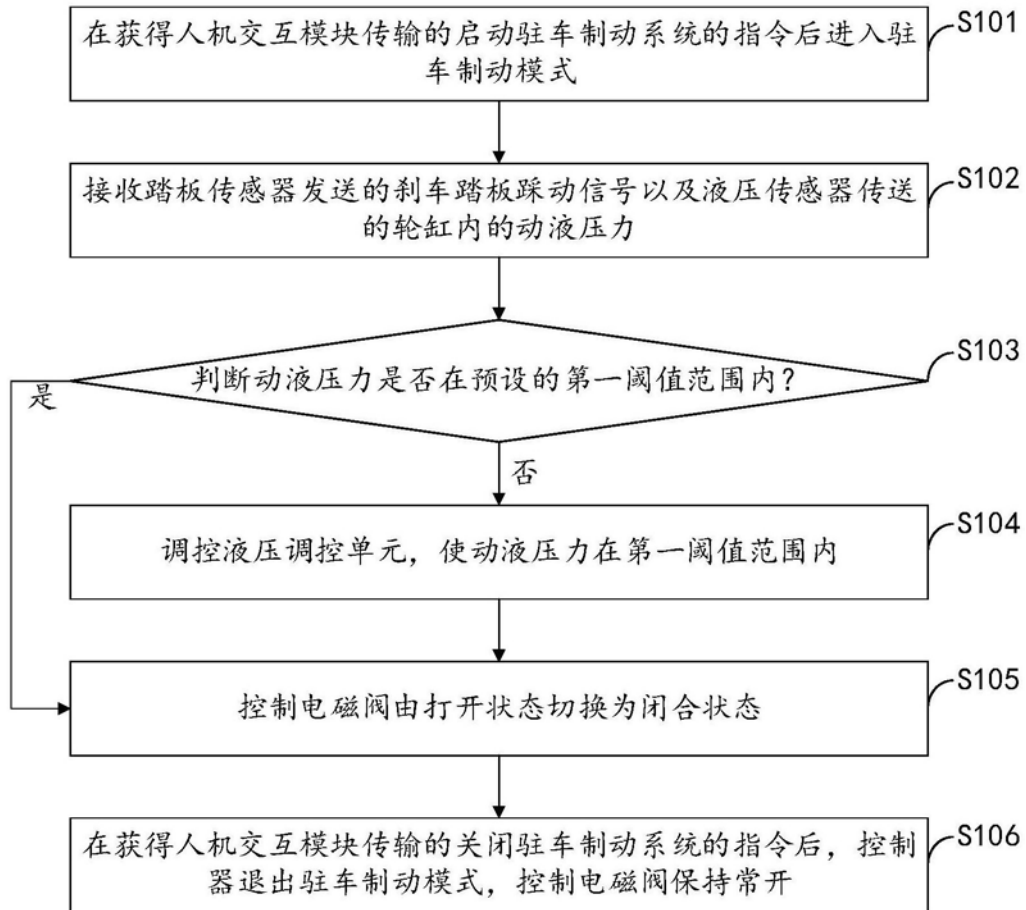 在获得人机交互模块传输的启动驻车制动系统的指令后进入驻
车制动模式
S101
接收踏板传感器发送的刹车踏板踩动信号以及液压传感器传送
的轮缸内的动液压力
S102
判断动液压力是否在预设的第一阈值范围内?
S103
是
否
调控液压调控单元，使动液压力在第一阈值范围内
S104
控制电磁阀由打开状态切换为闭合状态
S105
在获得人机交互模块传输的关闭驻车制动系统的指令后，控制
器退出驻车制动模式，控制电磁阀保持常开
S106